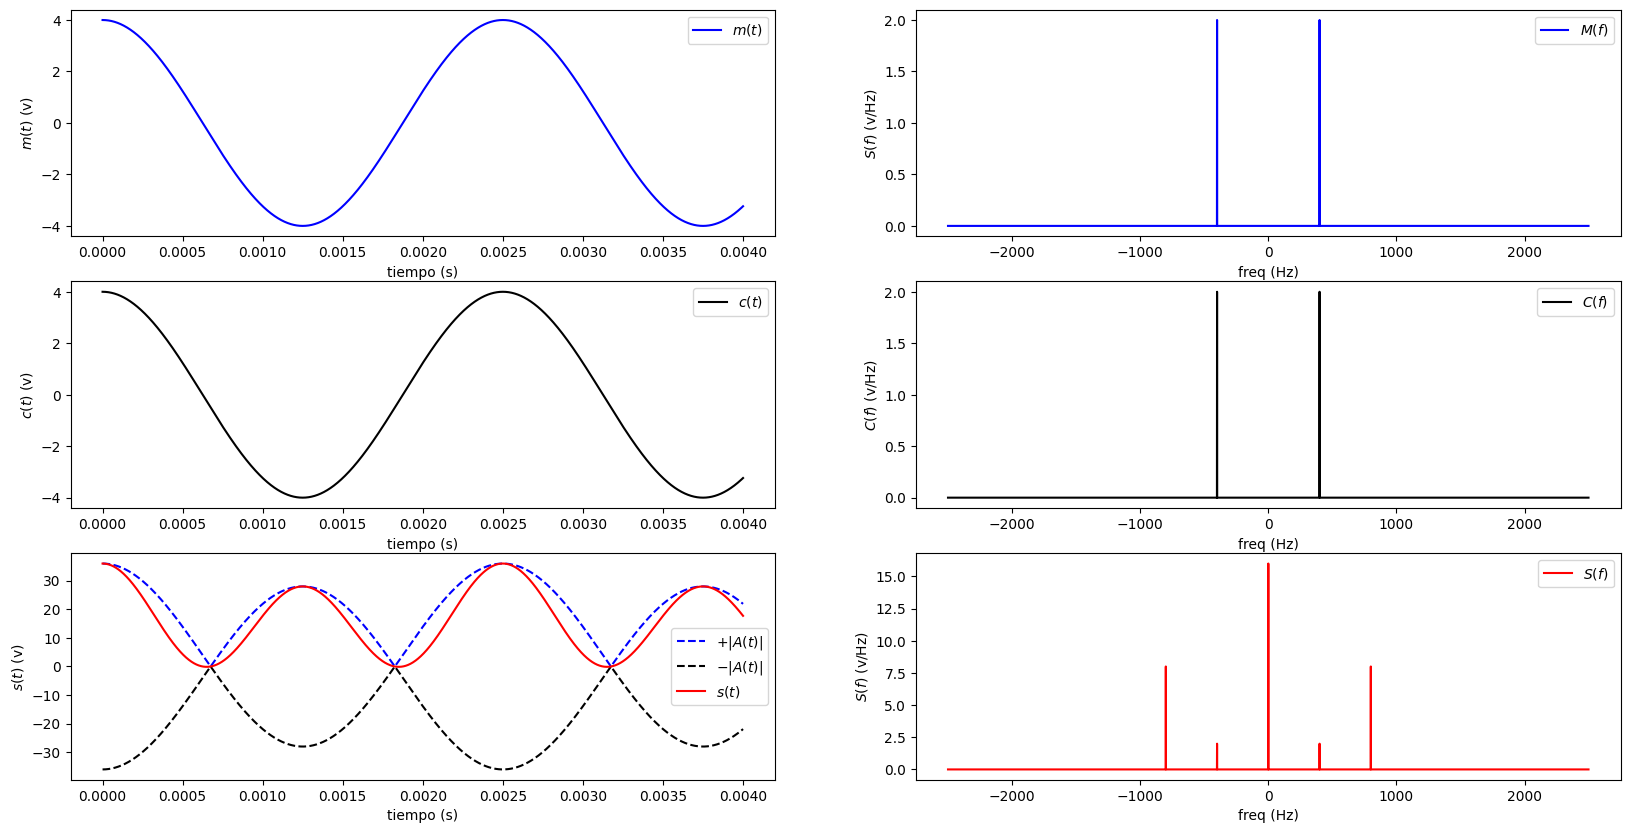 m(t)
4
2
0
−2
−4
m(t) (v)
0.0000 0.0005 0.0010 0.0015 0.0020 0.0025 0.0030 0.0035 0.0040
tiempo (s)
M(f)
2.0
1.5
1.0
0.5
0.0
S(f) (v/Hz)
−2000 −1000 0 1000 2000
freq (Hz)
c(t)
4
2
0
−2
−4
c(t) (v)
0.0000 0.0005 0.0010 0.0015 0.0020 0.0025 0.0030 0.0035 0.0040
tiempo (s)
C(f)
2.0
1.5
1.0
0.5
0.0
C(f) (v/Hz)
−2000 −1000 0 1000 2000
freq (Hz)
30
20
10
0
−10
−20
−30
s(t) (v)
+|A(t)|
−|A(t)|
s(t)
0.0000 0.0005 0.0010 0.0015 0.0020 0.0025 0.0030 0.0035 0.0040
tiempo (s)
S(f)
15.0
12.5
10.0
7.5
5.0
2.5
0.0
S(f) (v/Hz)
−2000 −1000 0 1000 2000
freq (Hz)